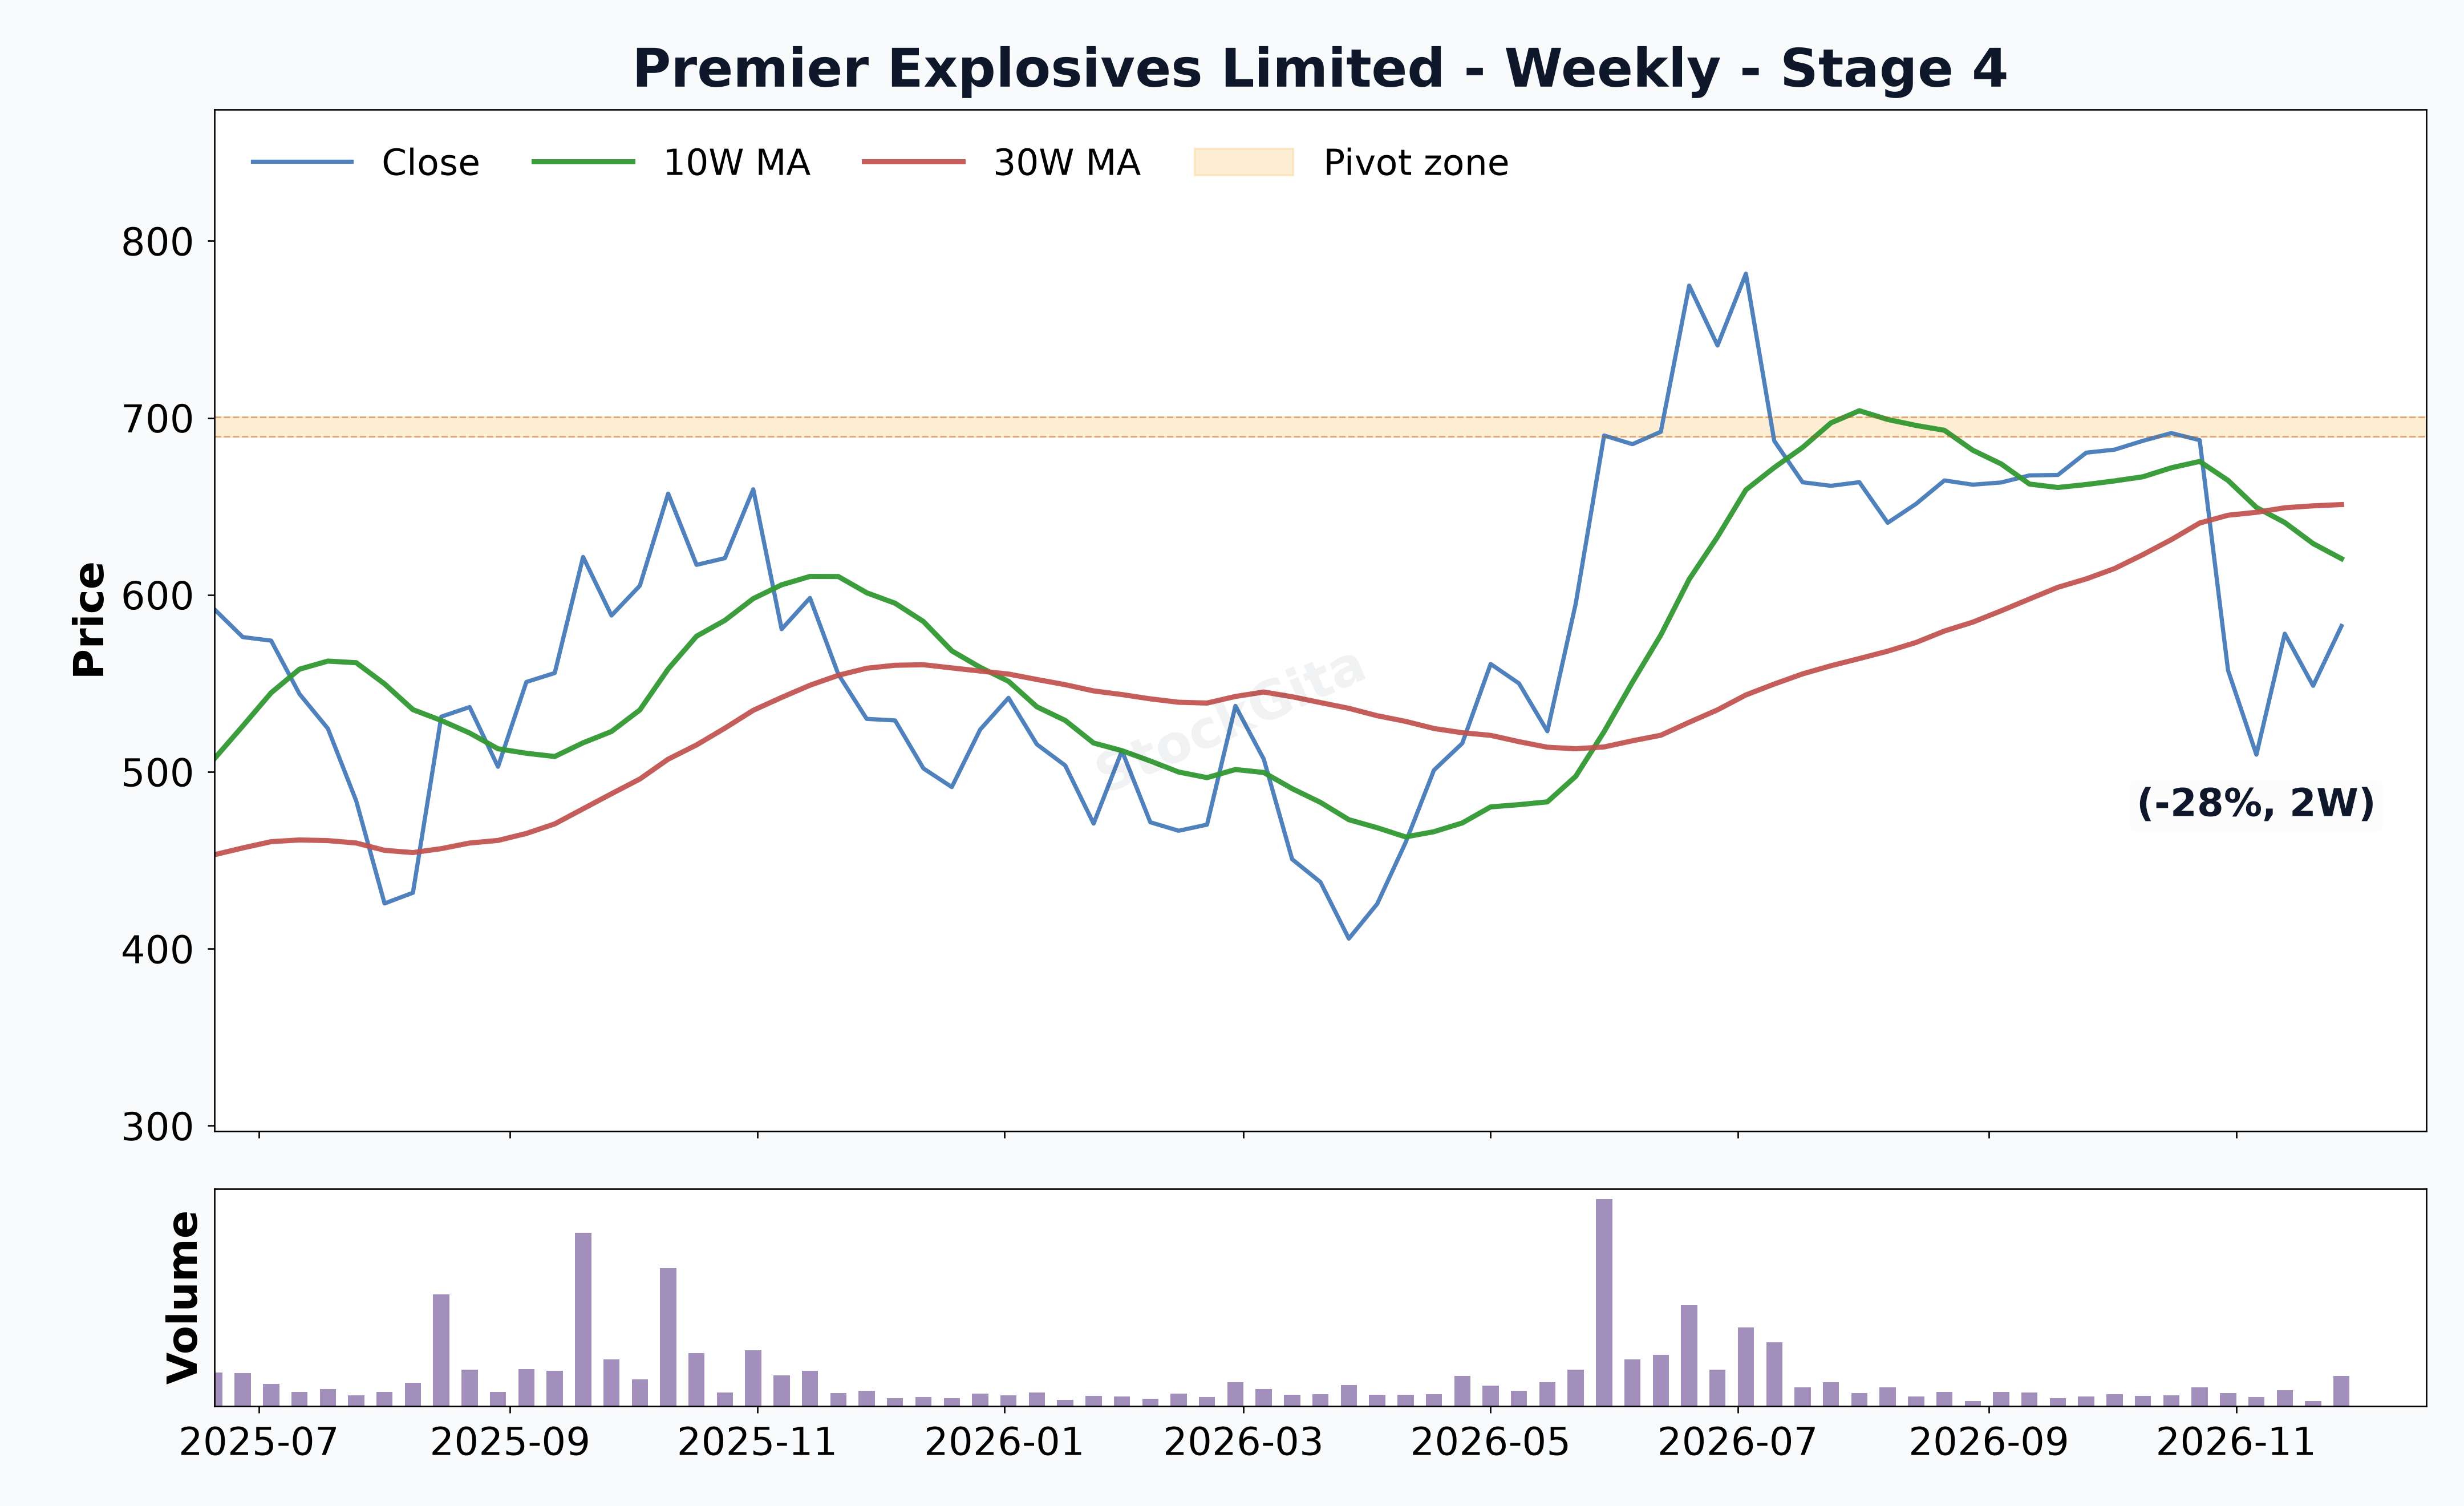 Premier Explosives Limited - Weekly - Stage 4
Close 10W MA 30W MA Pivot zone
800
700
600
500
400
300
Price
StockGita
(-28%, 2W)
Volume
2025-07 2025-09 2025-11 2026-01 2026-03 2026-05 2026-07 2026-09 2026-11